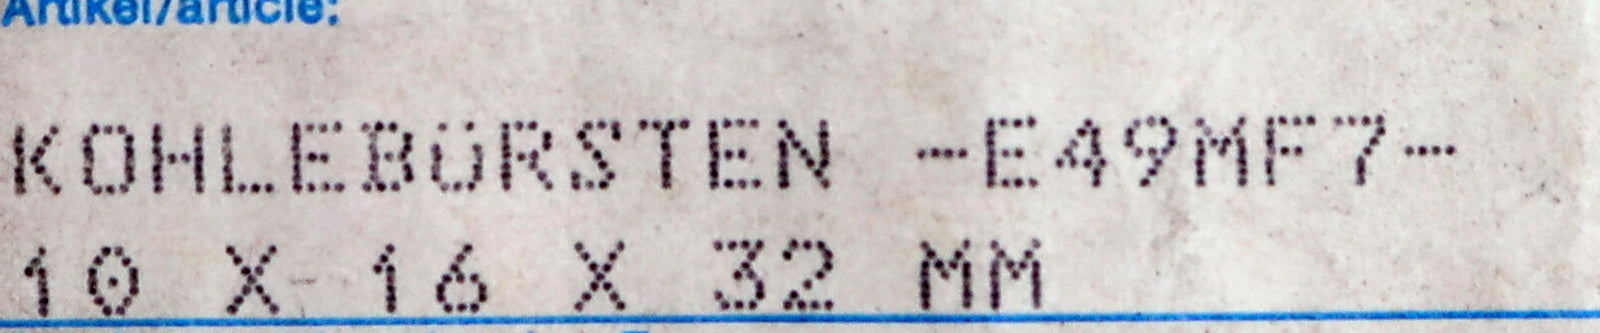 Artikel/article:
KOHLEBÜRSTEN -E49MF7-
10 X 16 X 32 MM